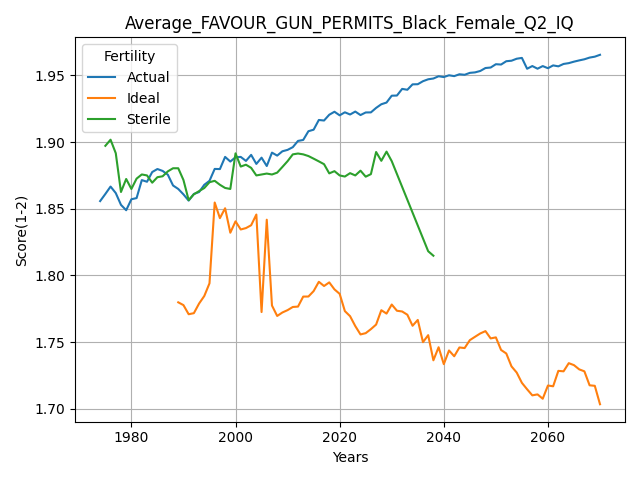 Average_FAVOUR_GUN_PERMITS_Black_Female_Q2_IQ
Score(1-2)
1.95
1.90
1.85
1.80
1.75
1.70
Fertility
Actual
Ideal
Sterile
1980 2000 2020 2040 2060
Years